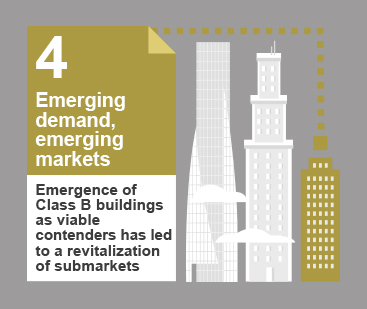 4
Emerging
demand,
emerging
markets
Emergence of
Class B buildings
as viable
contenders has led
to a revitalization
of submarkets